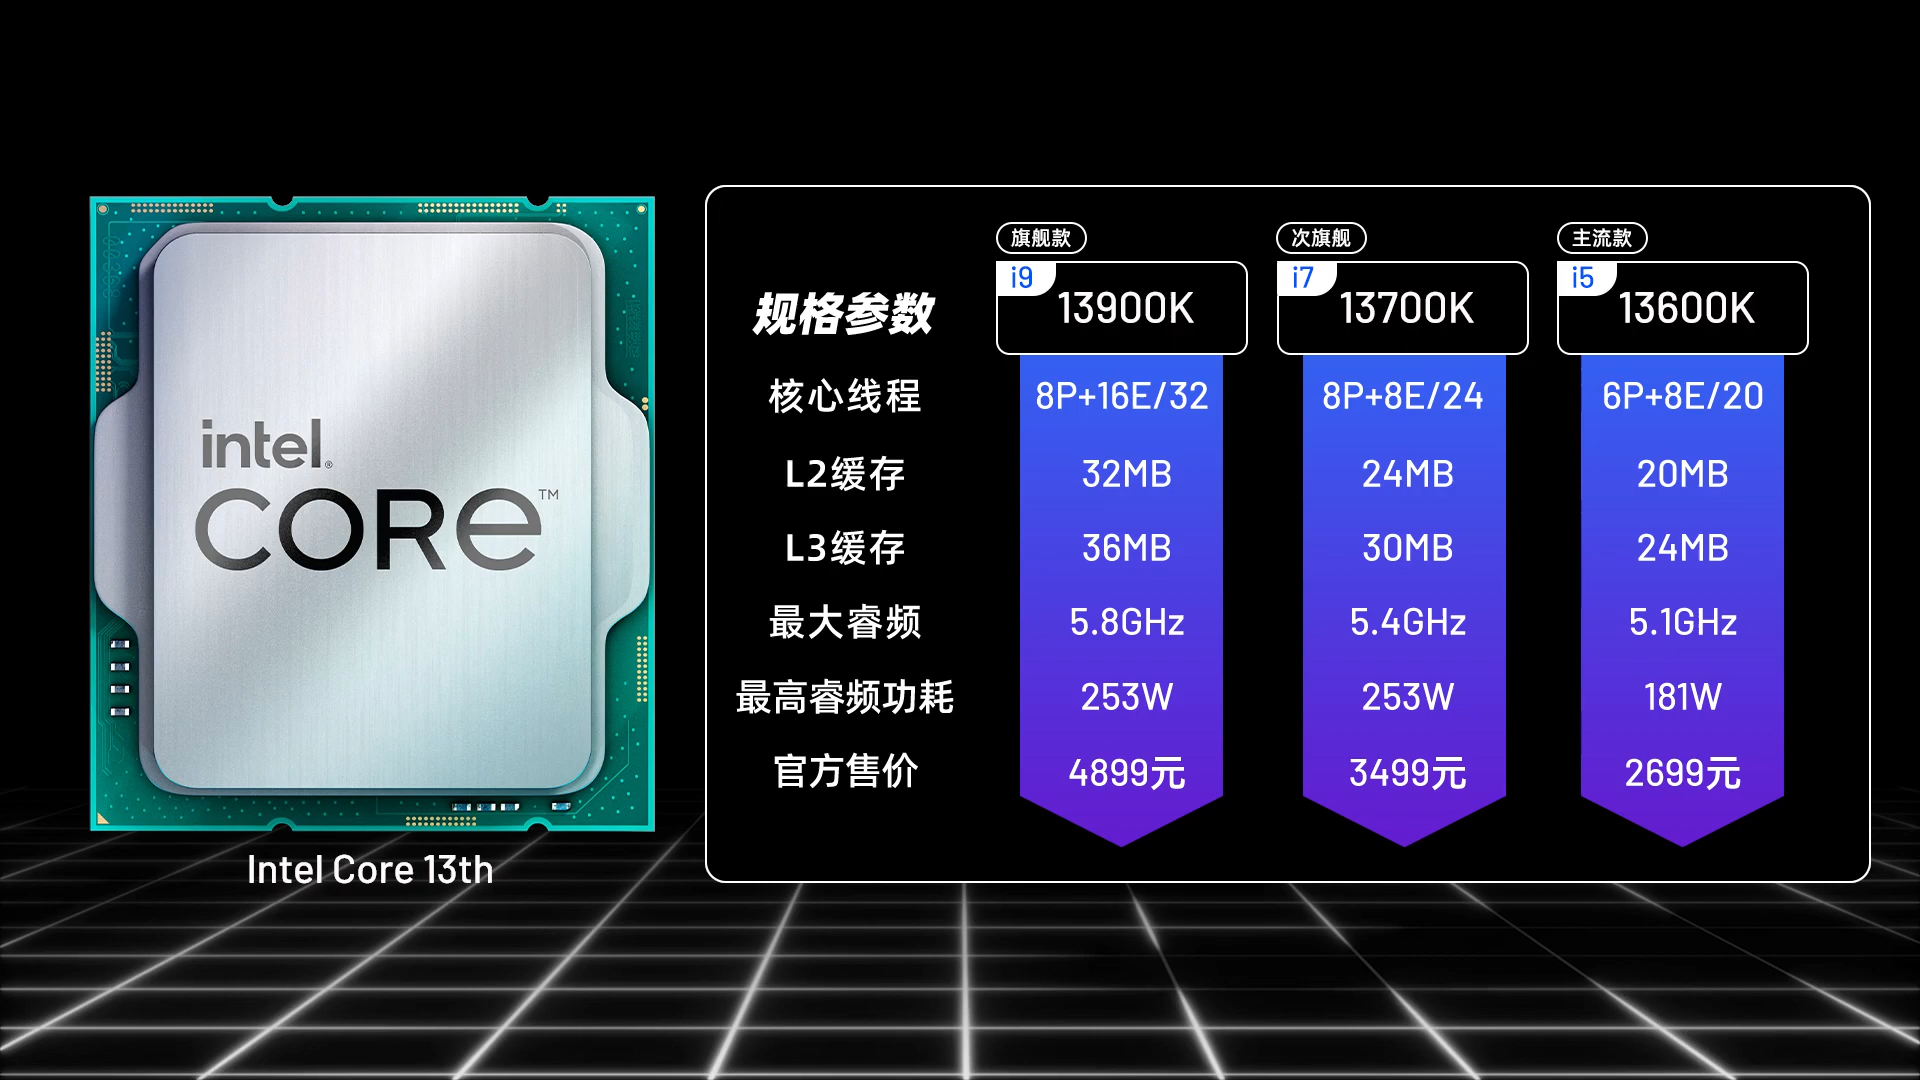 intel®
CORE™
Intel Core 13th
旗舰款 次旗舰 主流款
规格参数 i9 13900K i7 13700K i5 13600K
核心线程 8P+16E/32 8P+8E/24 6P+8E/20
L2缓存 32MB 24MB 20MB
L3缓存 36MB 30MB 24MB
最大睿频 5.8GHz 5.4GHz 5.1GHz
最高睿频功耗 253W 253W 181W
官方售价 4899元 3499元 2699元